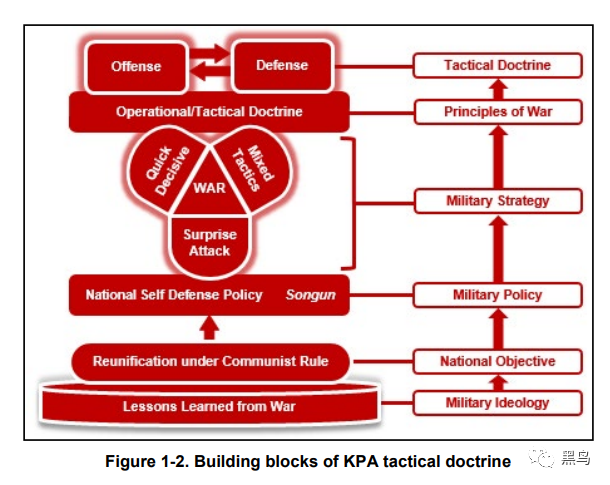 Offense
Defense
Tactical Doctrine
Operational/Tactical Doctrine
Principles of War
Quick
Decisive
Mixed
Tactics
WAR
Military Strategy
Surprise
Attack
National Self Defense Policy Songun
Military Policy
Reunification under Communist Rule
National Objective
Lessons Learned from War
Military Ideology
Figure 1-2. Building blocks of KPA tactical doctrine
黑鸟